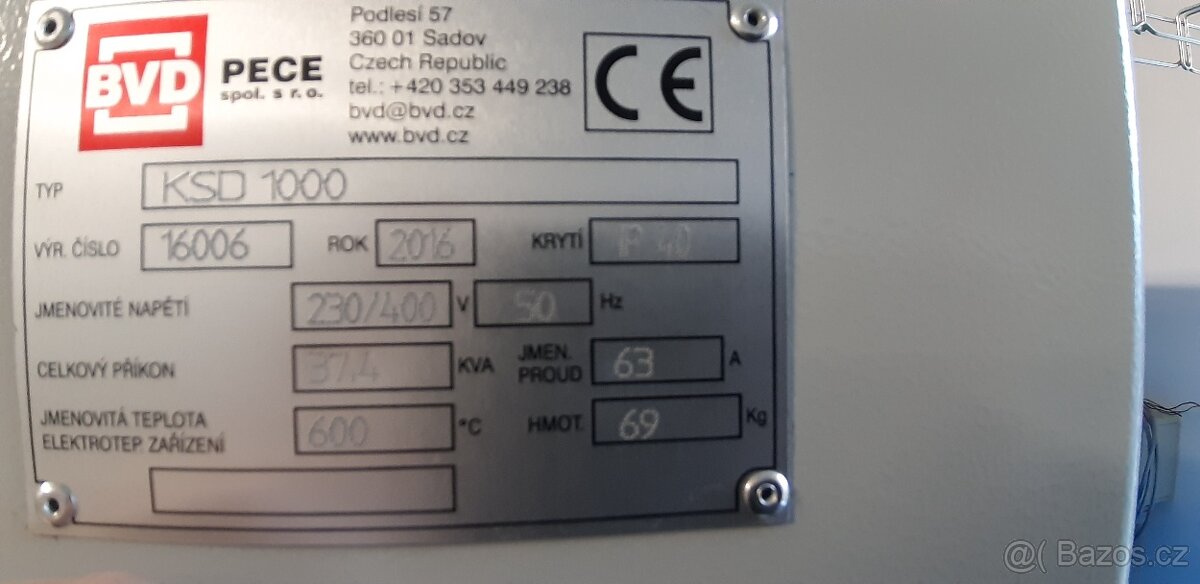 BVD
PECE
spol. s r.o.
Podlesí 57
360 01 Sadov
Czech Republic
tel.: +420 353 449 238
bvd@bvd.cz
www.bvd.cz
CE
TYP KSD 1000
VÝR. ČÍSLO 16006 ROK 2016 KRYTÍ IP 40
JMENOVITÉ NAPĚTÍ 230/400 V 50 Hz
CELKOVÝ PŘÍKON 37,4 KVA JMEN. PROUD 63 A
JMENOVITÁ TEPLOTA
ELEKTROTEP. ZAŘÍZENÍ 600 °C HMOT. 69 Kg
@( Bazos.cz